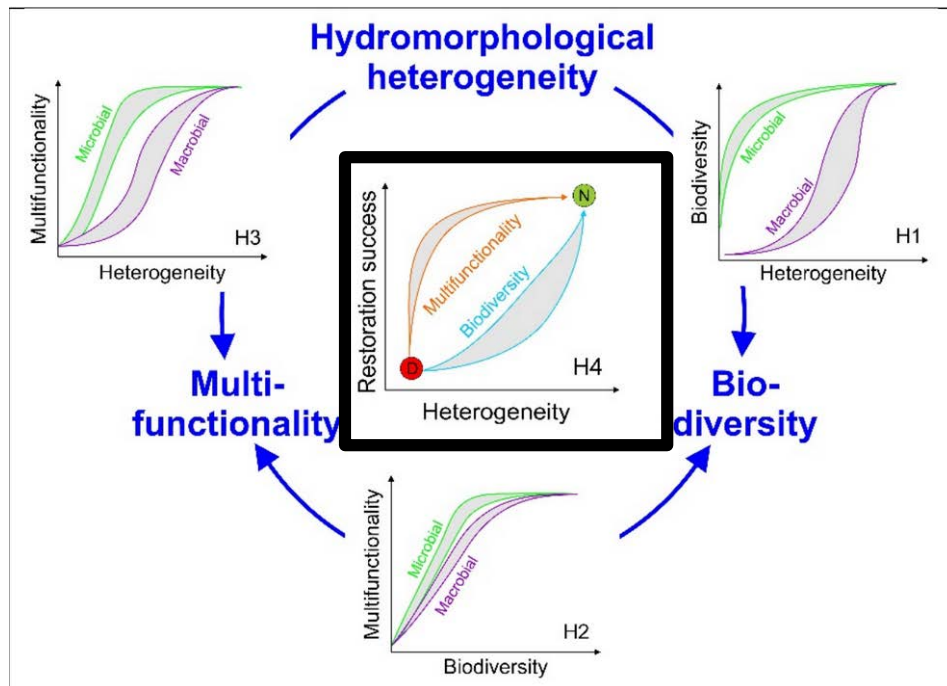 Hydromorphological
heterogeneity
Multifunctionality
Microbial
Macrobial
H3
Heterogeneity
Restoration success
N
Multifunctionality
Biodiversity
D
H4
Heterogeneity
Biodiversity
Microbial
Macrobial
H1
Heterogeneity
Multi-
functionality
Bio-
diversity
Multifunctionality
Microbial
Macrobial
H2
Biodiversity